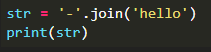 str = '-'.join('hello')
print(str)